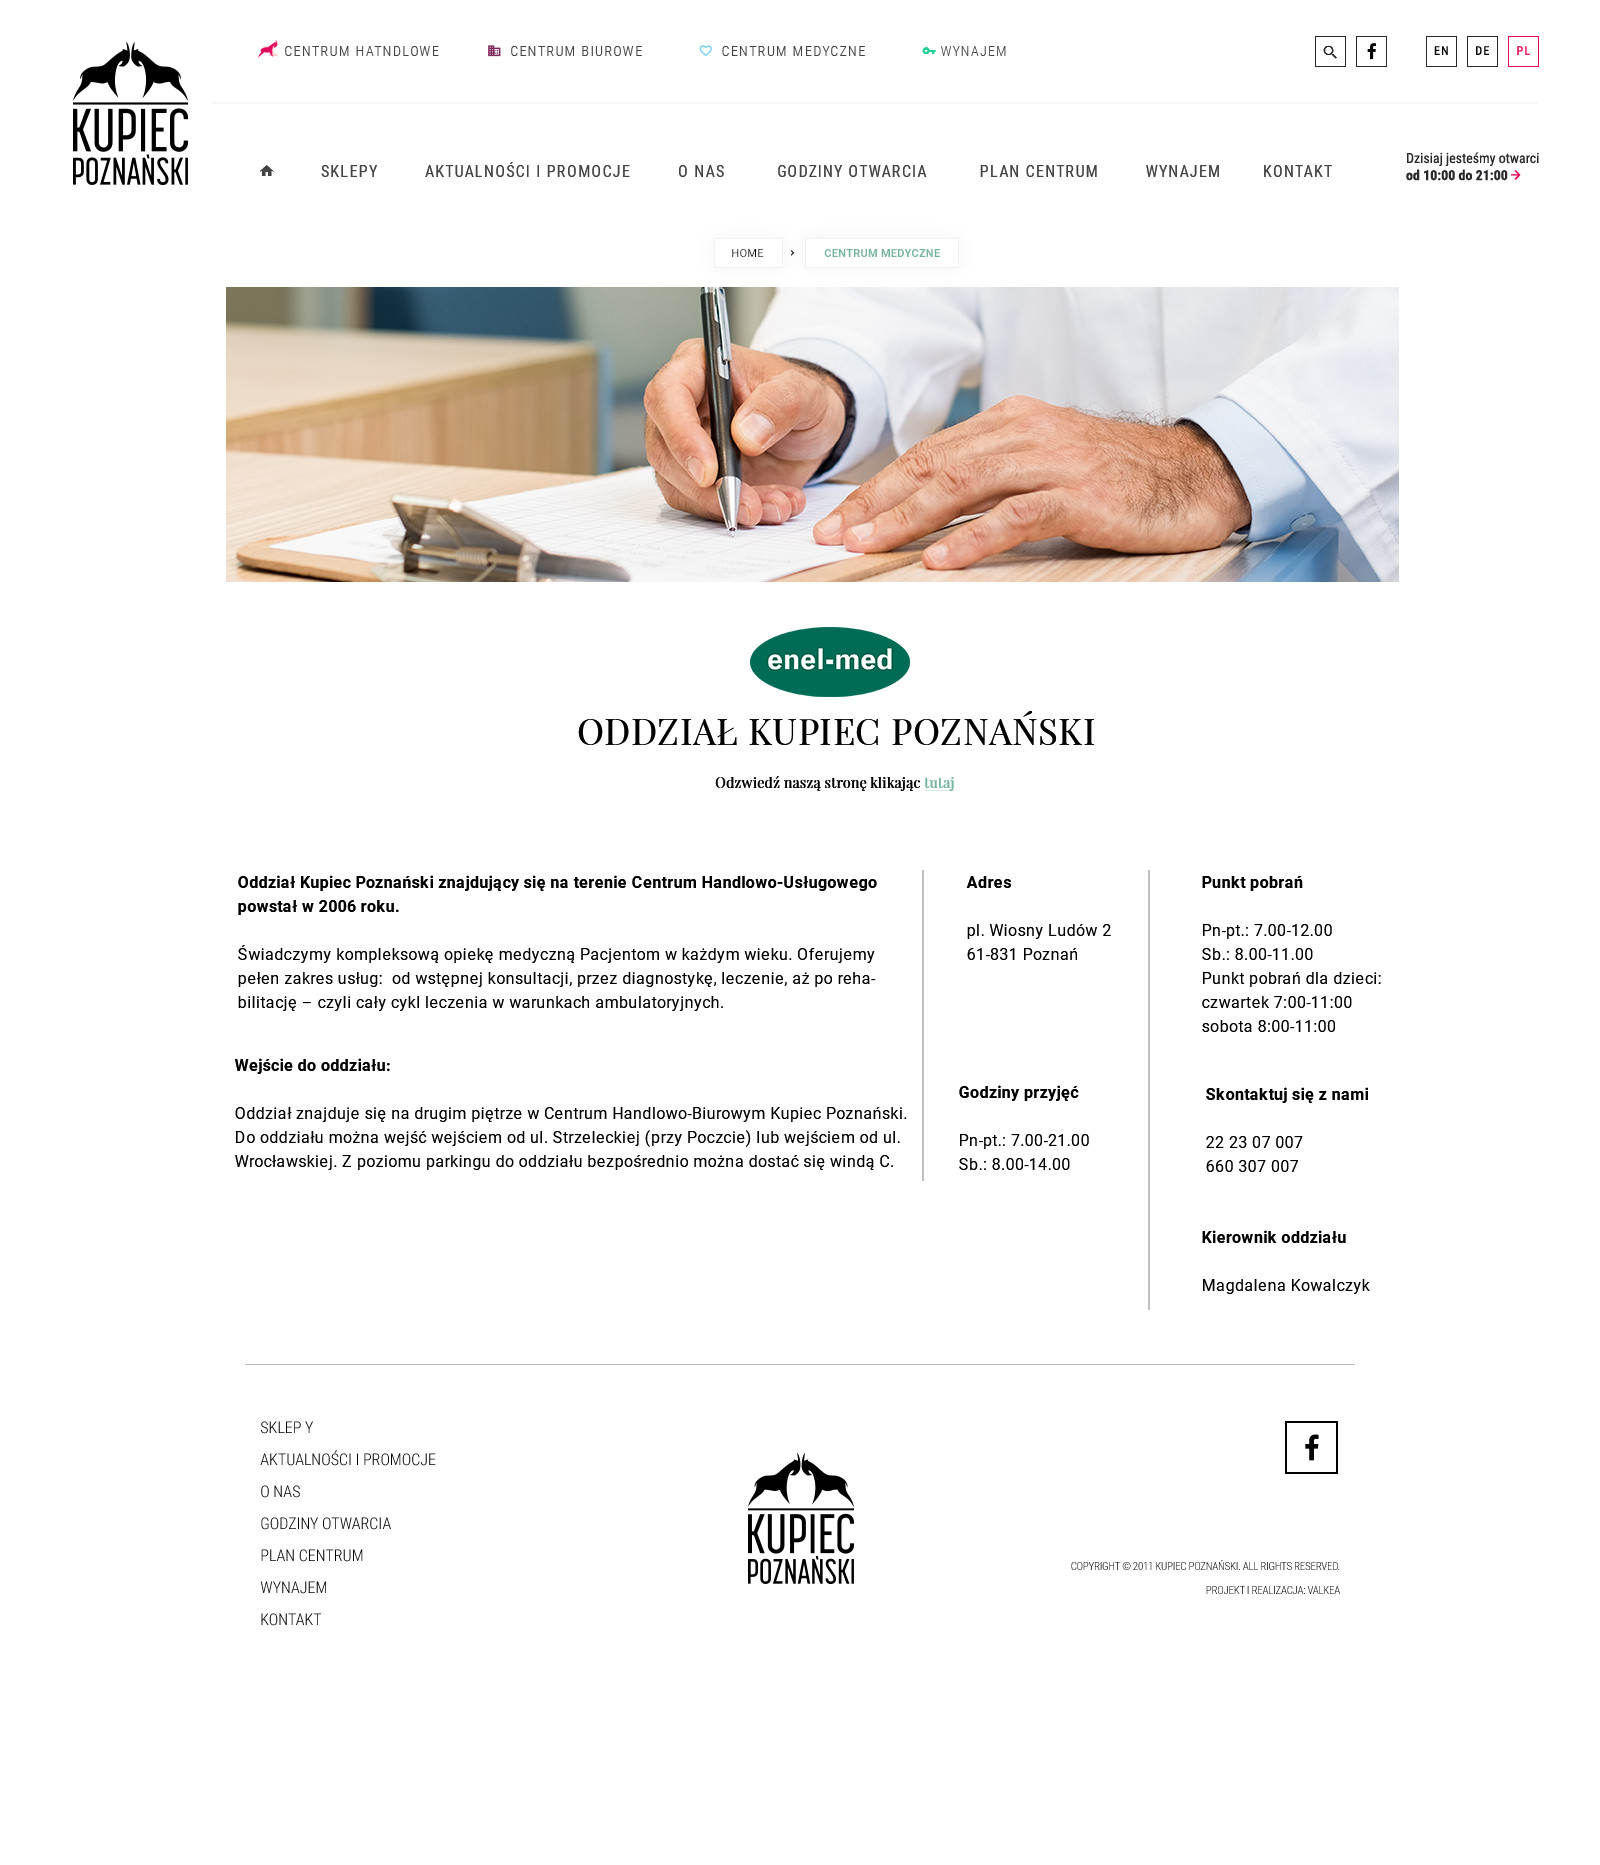 KUPIEC
POZNAŃSKI
CENTRUM HATNDLOWE
CENTRUM BIUROWE
CENTRUM MEDYCZNE
WYNAJEM
EN
DE
PL
SKLEPY
AKTUALNOŚCI I PROMOCJE
O NAS
GODZINY OTWARCIA
PLAN CENTRUM
WYNAJEM
KONTAKT
Dzisiaj jesteśmy otwarci
od 10:00 do 21:00
HOME
CENTRUM MEDYCZNE
enel-med
ODDZIAŁ KUPIEC POZNAŃSKI
Odzwiedź naszą stronę klikając tutaj
Oddział Kupiec Poznański znajdujący się na terenie Centrum Handlowo-Usługowego
powstał w 2006 roku.
Świadczymy kompleksową opiekę medyczną Pacjentom w każdym wieku. Oferujemy
pełen zakres usług:  od wstępnej konsultacji, przez diagnostykę, leczenie, aż po reha-
bilitację – czyli cały cykl leczenia w warunkach ambulatoryjnych.
Wejście do oddziału:
Oddział znajduje się na drugim piętrze w Centrum Handlowo-Biurowym Kupiec Poznański.
Do oddziału można wejść wejściem od ul. Strzeleckiej (przy Poczcie) lub wejściem od ul.
Wrocławskiej. Z poziomu parkingu do oddziału bezpośrednio można dostać się windą C.
Adres
pl. Wiosny Ludów 2
61-831 Poznań
Godziny przyjęć
Pn-pt.: 7.00-21.00
Sb.: 8.00-14.00
Punkt pobrań
Pn-pt.: 7.00-12.00
Sb.: 8.00-11.00
Punkt pobrań dla dzieci:
czwartek 7:00-11:00
sobota 8:00-11:00
Skontaktuj się z nami
22 23 07 007
660 307 007
Kierownik oddziału
Magdalena Kowalczyk
SKLEP Y
AKTUALNOŚCI I PROMOCJE
O NAS
GODZINY OTWARCIA
PLAN CENTRUM
WYNAJEM
KONTAKT
KUPIEC
POZNAŃSKI
COPYRIGHT © 2011 KUPIEC POZNAŃSKI. ALL RIGHTS RESERVED.
PROJEKT I REALIZACJA: VALKEA